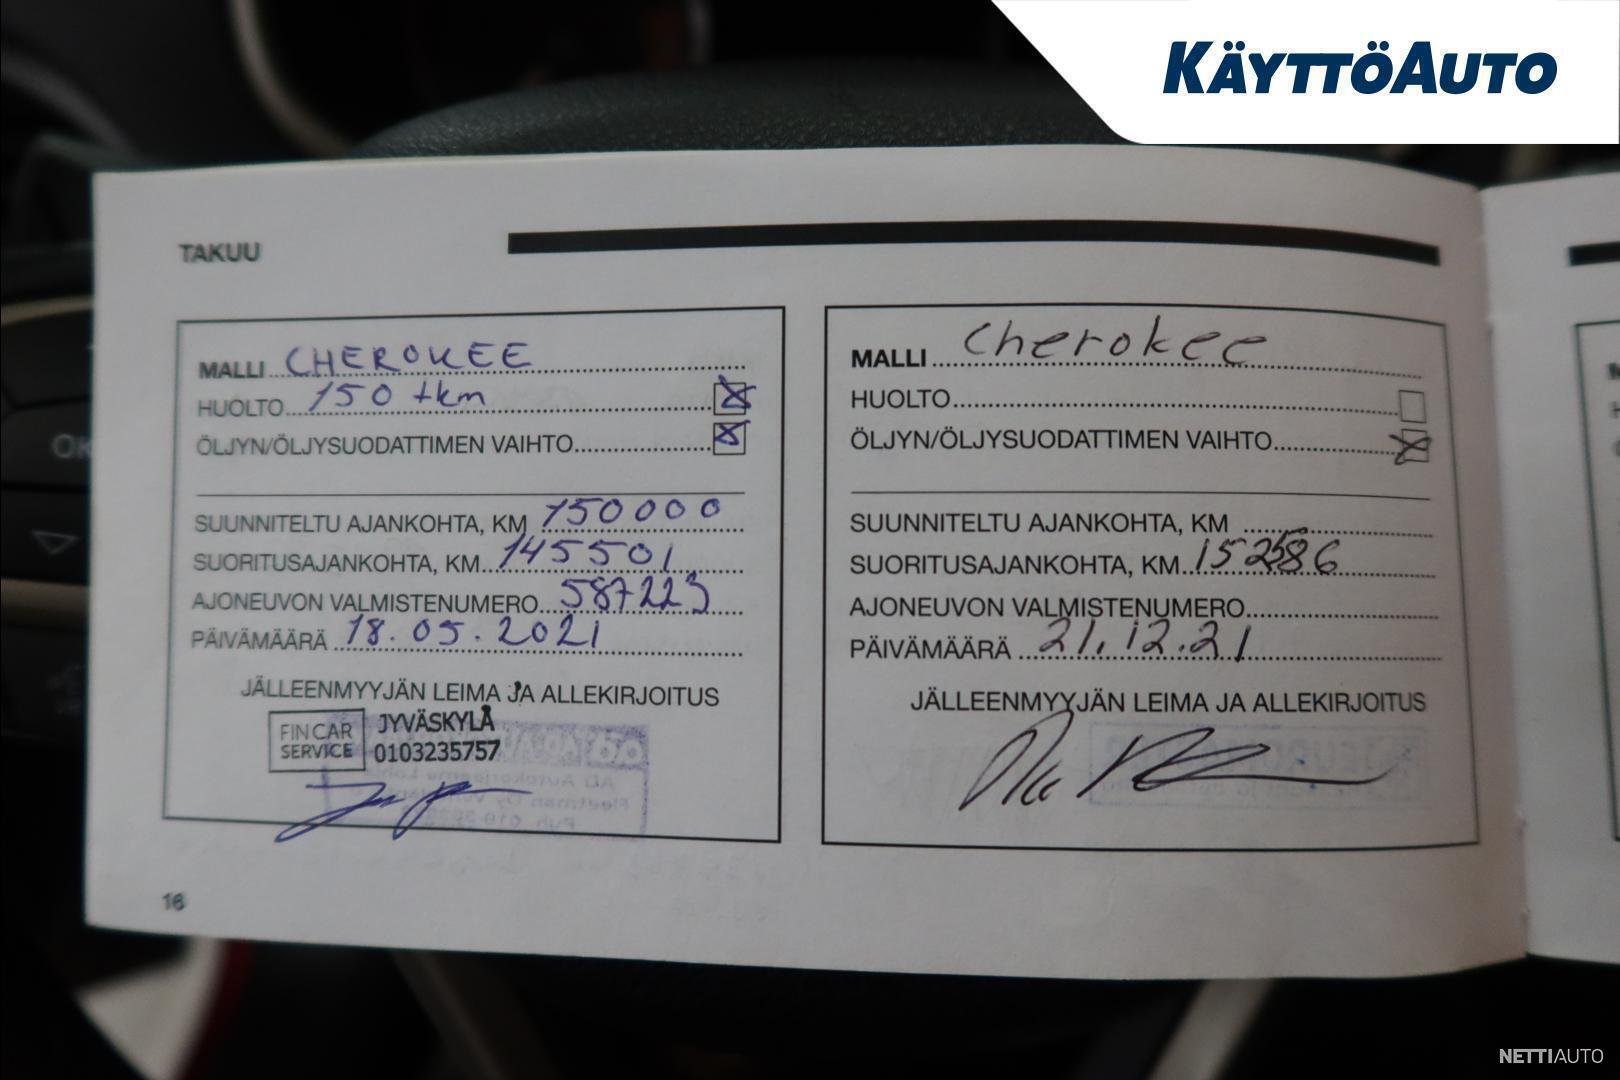 KÄYTTÖAUTO
TAKUU
MALLI CHEROKEE
HUOLTO 150 tkm
ÖLJYN/ÖLJYSUODATTIMEN VAIHTO
SUUNNITELTU AJANKOHTA, KM 150000
SUORITUSAJANKOHTA, KM 145501
AJONEUVON VALMISTENUMERO 587223
PÄIVÄMÄÄRÄ 18.05.2021
JÄLLEENMYYJÄN LEIMA JA ALLEKIRJOITUS
FIN CAR JYVÄSKYLÄ
SERVICE 0103235757
16
MALLI Cherokee
HUOLTO
ÖLJYN/ÖLJYSUODATTIMEN VAIHTO
SUUNNITELTU AJANKOHTA, KM
SUORITUSAJANKOHTA, KM
AJONEUVON VALMISTENUMERO
PÄIVÄMÄÄRÄ 21.12.21
JÄLLEENMYYJÄN LEIMA JA ALLEKIRJOITUS
NETTIAUTO